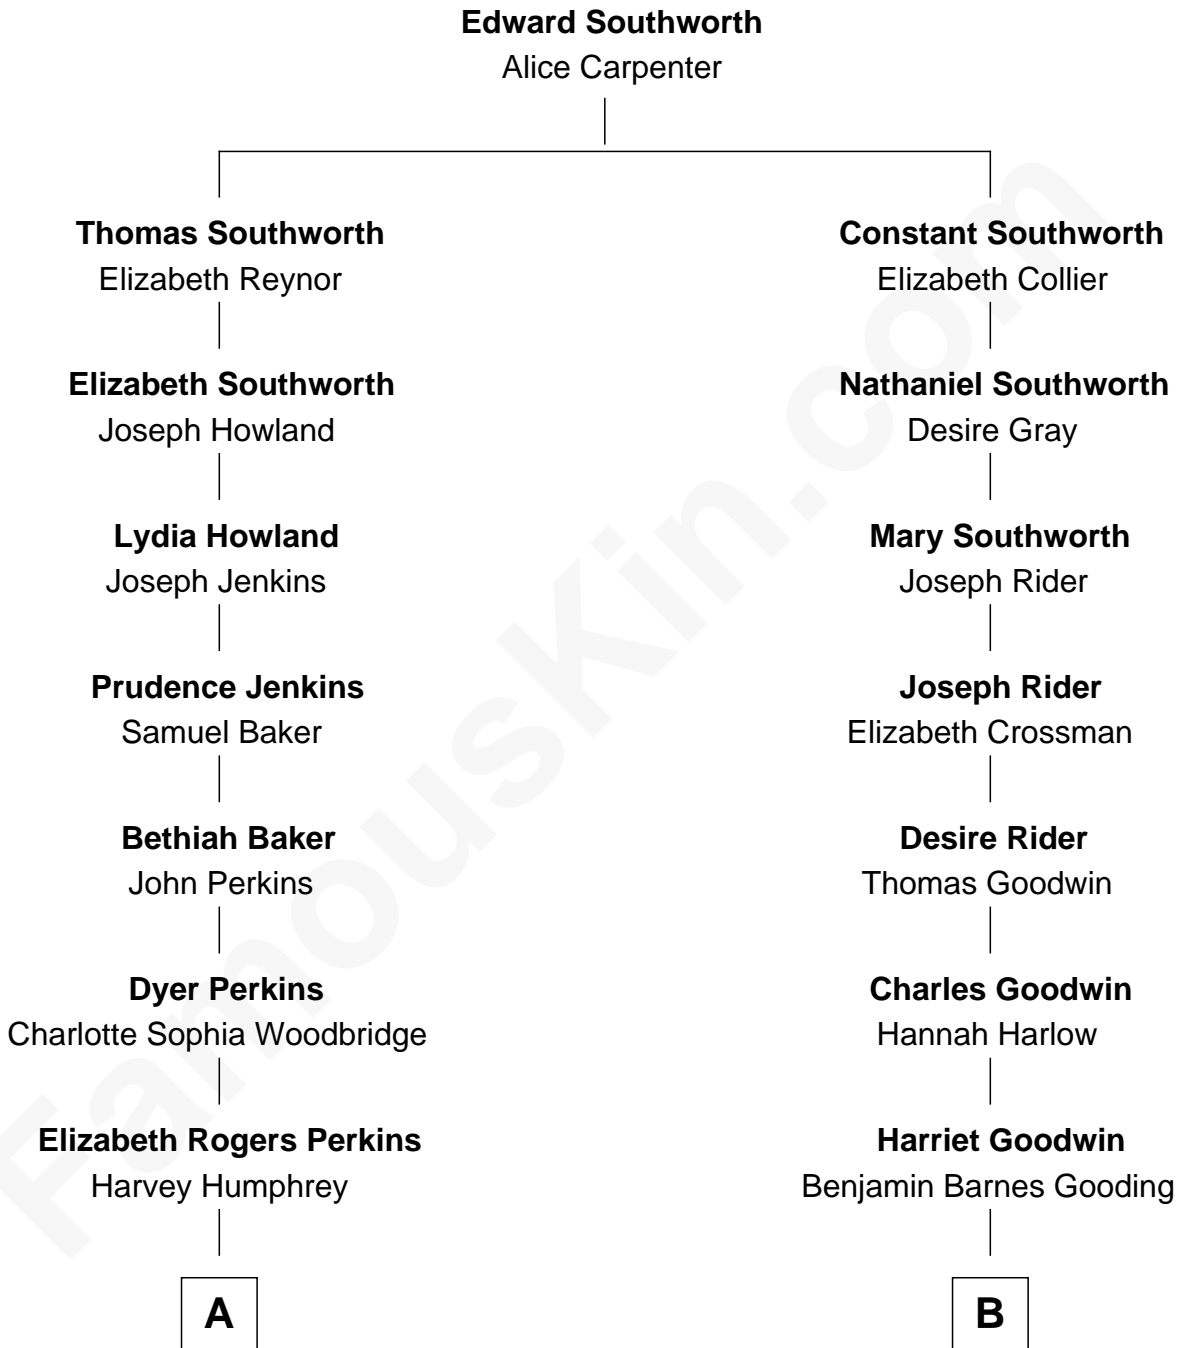 Edward Southworth
Alice Carpenter
Thomas Southworth
Elizabeth Reynor
Constant Southworth
Elizabeth Collier
Elizabeth Southworth
Joseph Howland
Nathaniel Southworth
Desire Gray
Lydia Howland
Joseph Jenkins
Mary Southworth
Joseph Rider
Prudence Jenkins
Samuel Baker
Joseph Rider
Elizabeth Crossman
Bethiah Baker
John Perkins
Desire Rider
Thomas Goodwin
Dyer Perkins
Charlotte Sophia Woodbridge
Charles Goodwin
Hannah Harlow
Elizabeth Rogers Perkins
Harvey Humphrey
Harriet Goodwin
Benjamin Barnes Gooding
A
B
FamousKin.com